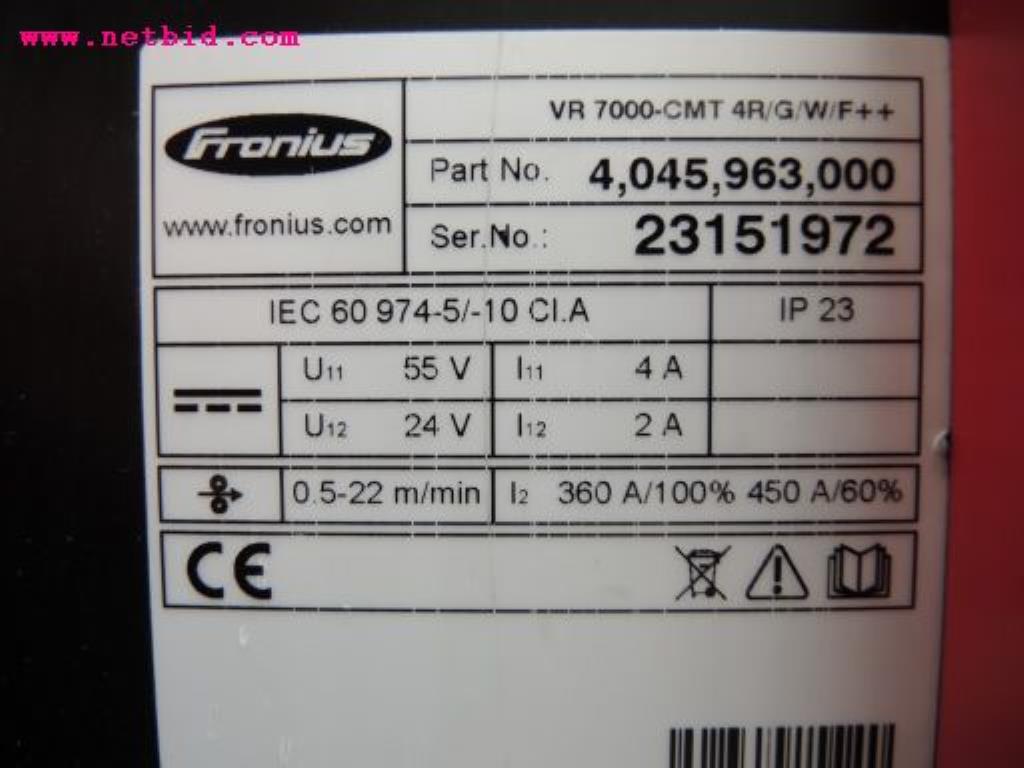 www.netbid.com
Fronius
www.fronius.com
VR 7000-CMT 4R/G/W/F++
Part No. 4,045,963,000
Ser.No.: 23151972
IEC 60 974-5/-10 Cl.A IP 23
U11 55 V I11 4 A
U12 24 V I12 2 A
0.5-22 m/min I2 360 A/100% 450 A/60%
CE